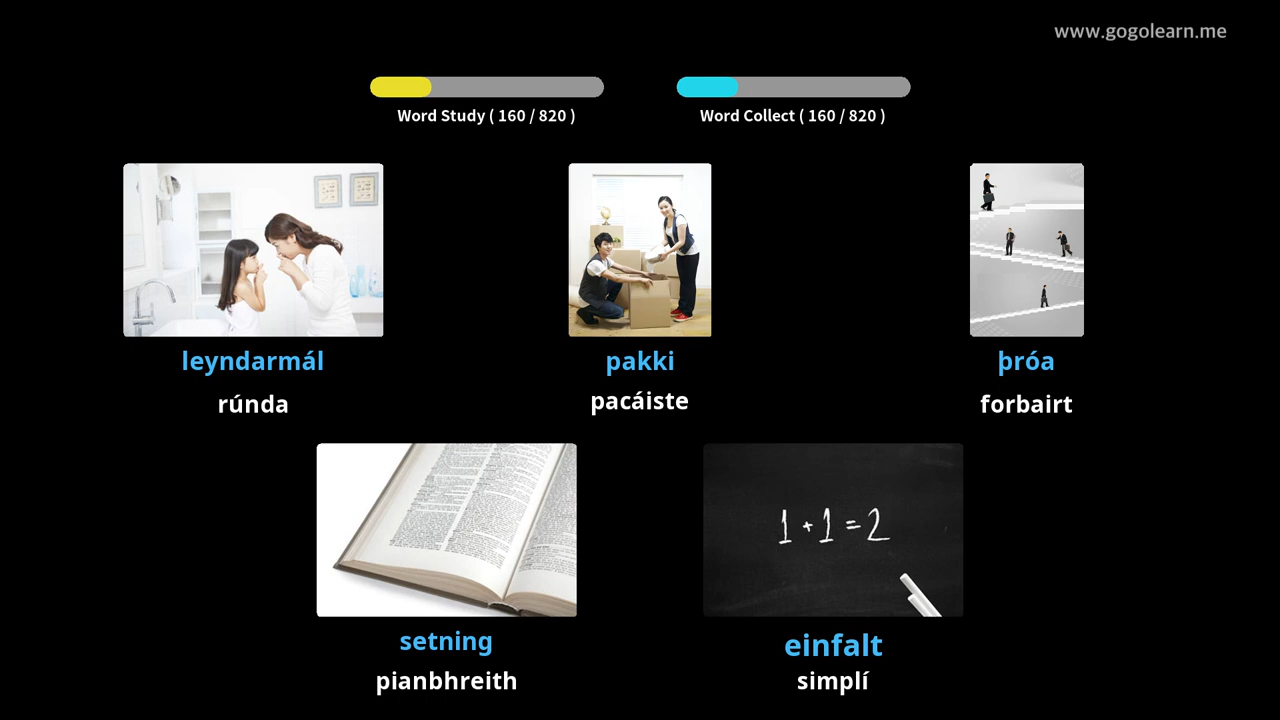 www.gogolearn.me
Word Study ( 160 / 820 )
Word Collect ( 160 / 820 )
leyndarmál
rúnda
pakki
pacáiste
þróa
forbairt
setning
pianbhreith
1 + 1 = 2
einfalt
simplí